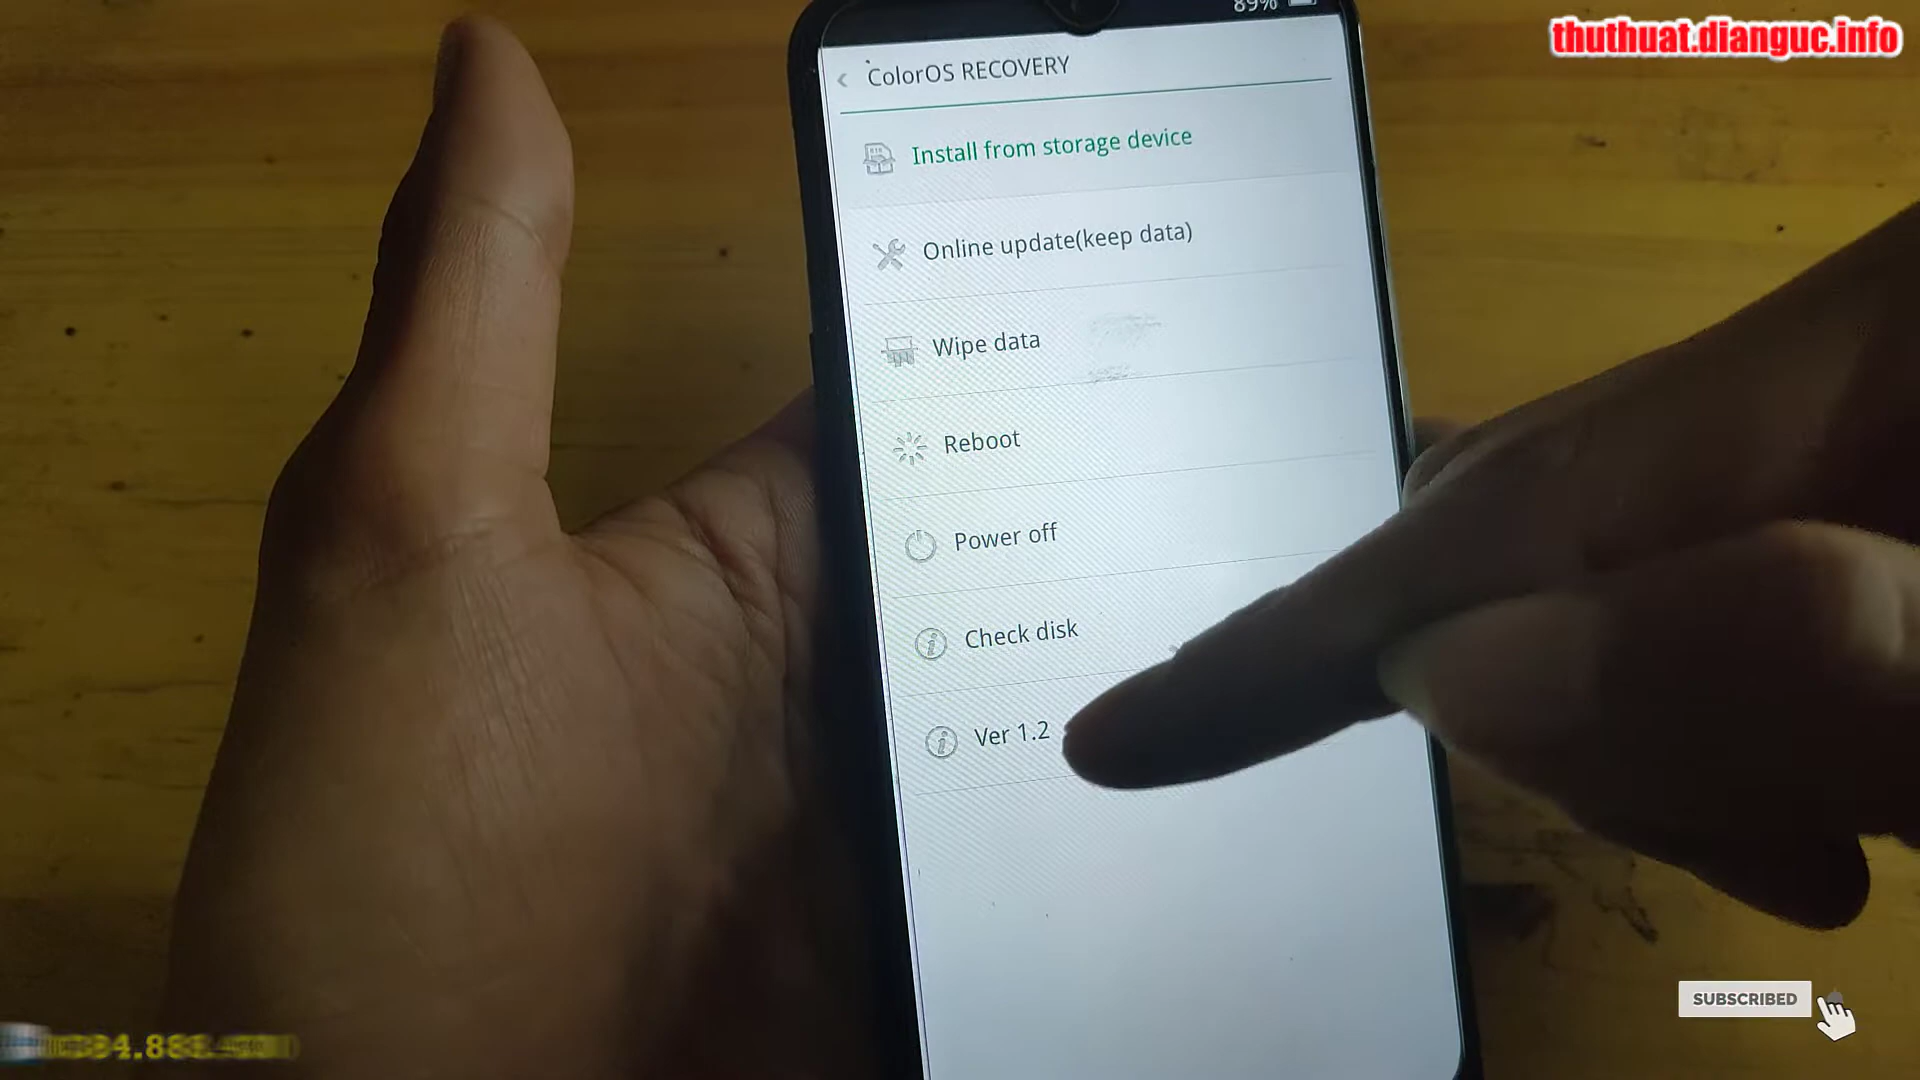 thuthuat.dianguc.info
89%
ColorOS RECOVERY
Install from storage device
Online update(keep data)
Wipe data
Reboot
Power off
Check disk
Ver 1.2
SUBSCRIBED